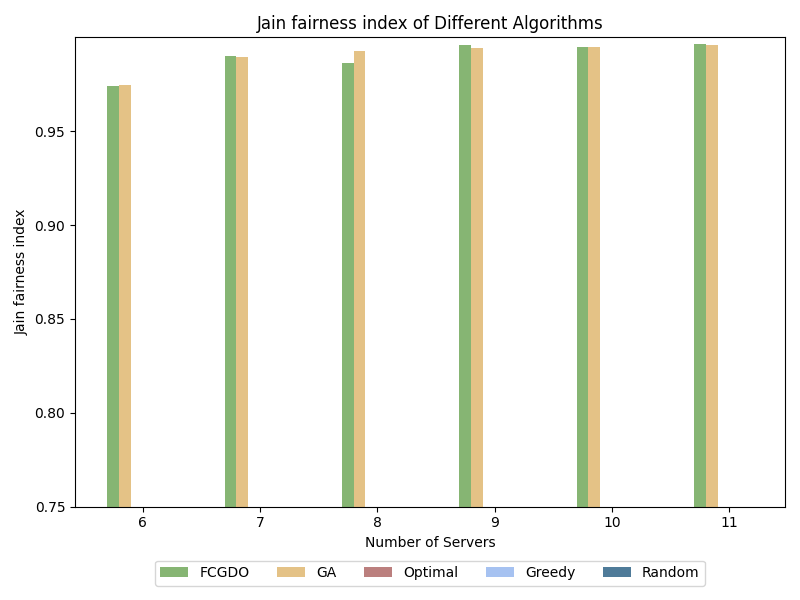 Jain fairness index of Different Algorithms
Jain fairness index
0.95
0.90
0.85
0.80
0.75
6 7 8 9 10 11
Number of Servers
FCGDO GA Optimal Greedy Random